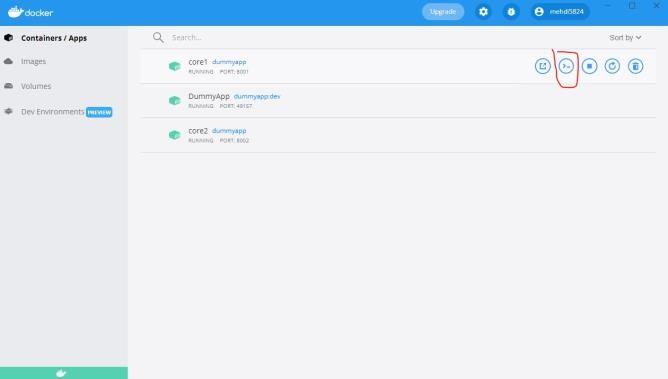 docker
Upgrade
mehdi5824
Containers / Apps
Images
Volumes
Dev Environments PREVIEW
Search...
Sort by
core1 dummyapp
RUNNING PORT: 8001
DummyApp dummyapp:dev
RUNNING PORT: 49157
core2 dummyapp
RUNNING PORT: 8002